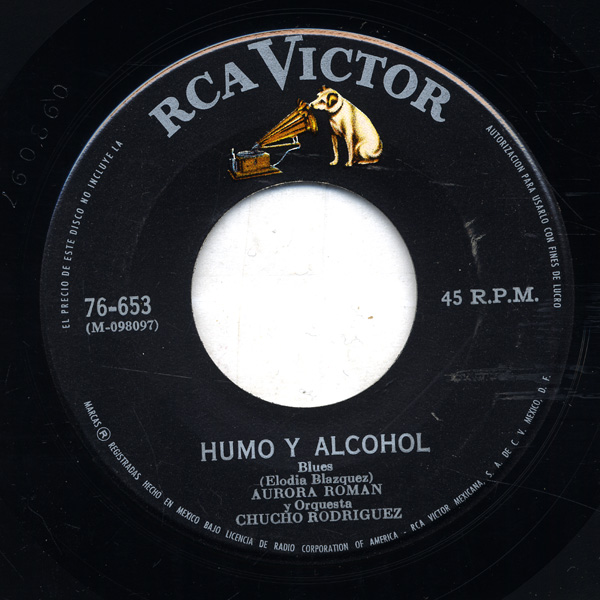 RCA VICTOR
EL PRECIO DE ESTE DISCO NO INCLUYE LA
AUTORIZACION PARA USARLO CON FINES DE LUCRO
76-653
(M-098097)
45 R.P.M.
HUMO Y ALCOHOL
Blues
(Elodia Blazquez)
AURORA ROMAN
y Orquesta
CHUCHO RODRIGUEZ
MARCAS ® REGISTRADAS HECHO EN MEXICO BAJO LICENCIA DE RADIO CORPORATION OF AMERICA - RCA VICTOR MEXICANA, S. A. DE C. V. MEXICO, D. F.